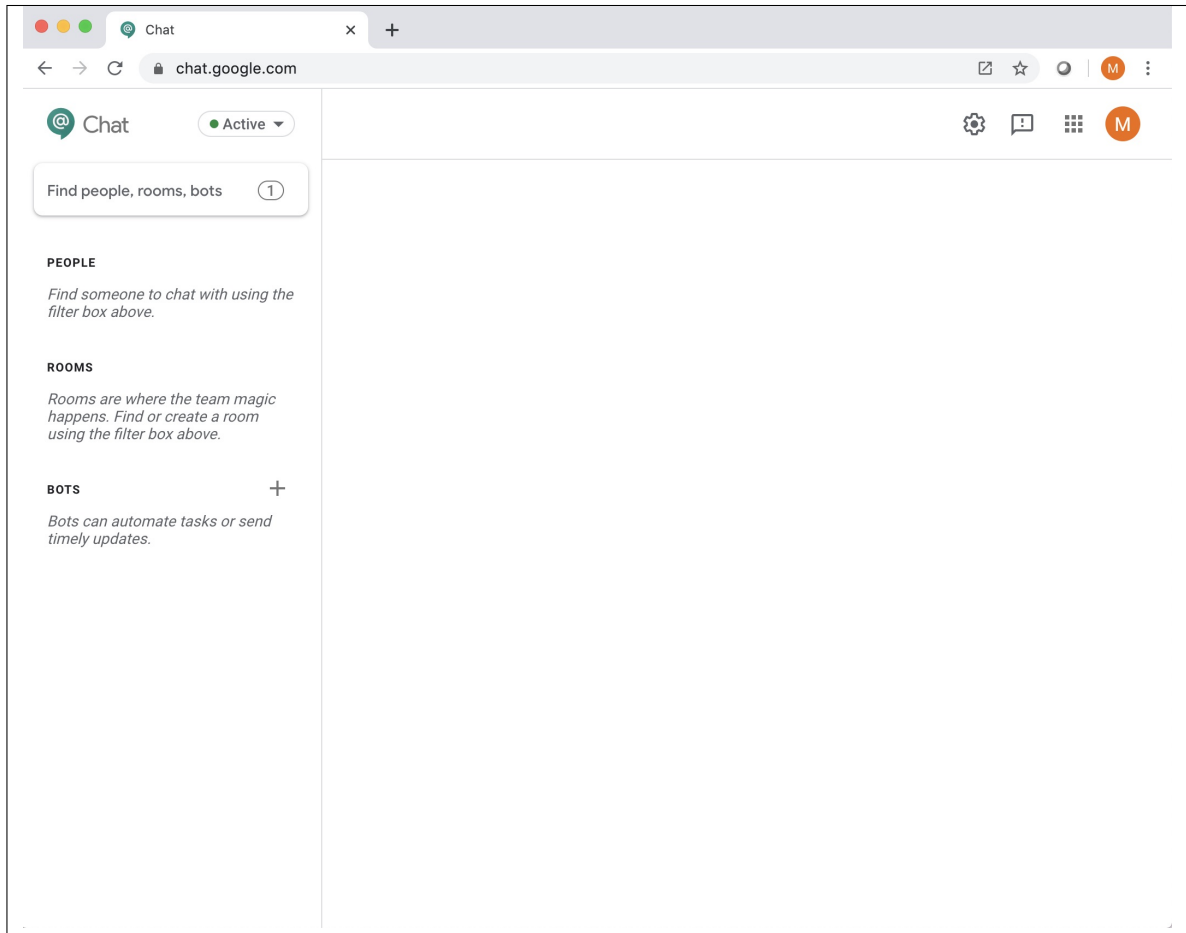 Chat
chat.google.com
M
Chat
Active
M
Find people, rooms, bots 1
PEOPLE
Find someone to chat with using the
filter box above.
ROOMS
Rooms are where the team magic
happens. Find or create a room
using the filter box above.
BOTS
Bots can automate tasks or send
timely updates.